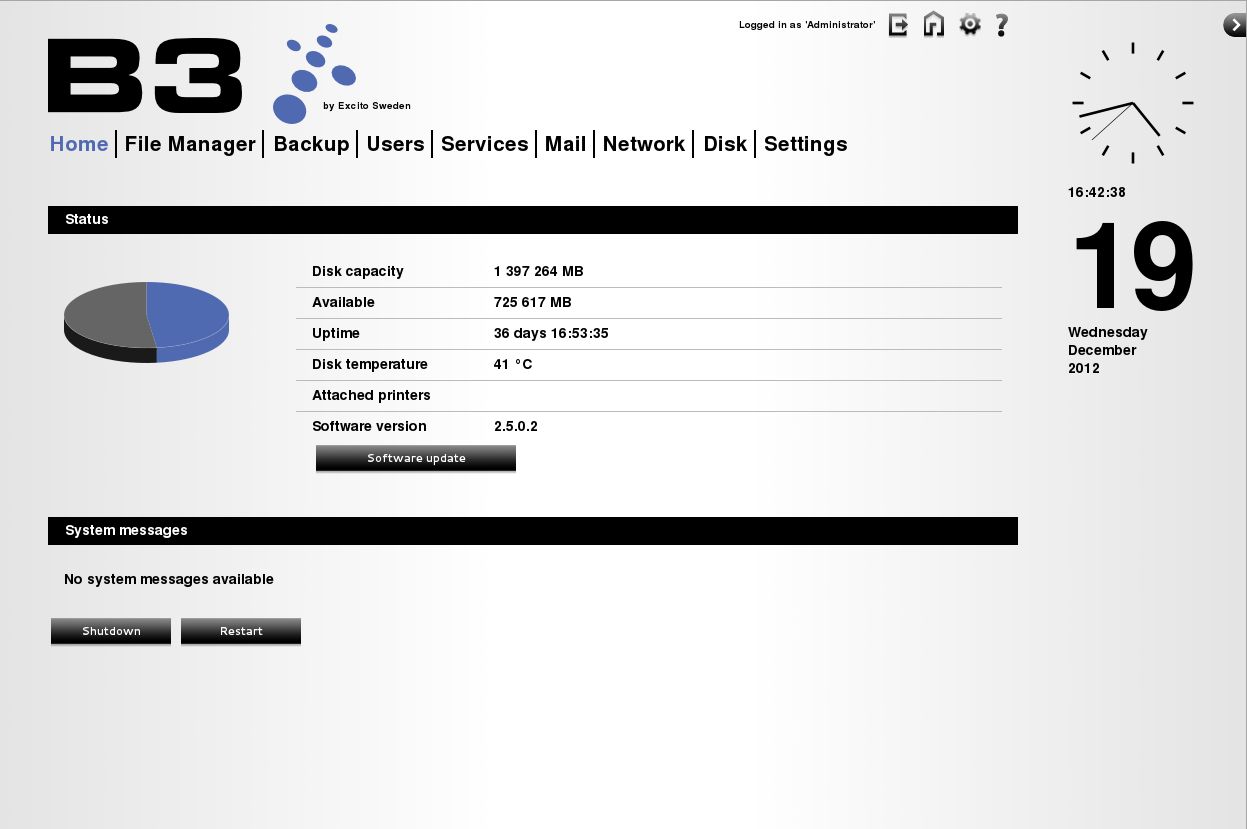 Logged in as 'Administrator'
B3
by Excito Sweden
Home File Manager Backup Users Services Mail Network Disk Settings
16:42:38
19
Wednesday
December
2012
Status
Disk capacity 1 397 264 MB
Available 725 617 MB
Uptime 36 days 16:53:35
Disk temperature 41 °C
Attached printers
Software version 2.5.0.2
Software update
System messages
No system messages available
Shutdown Restart